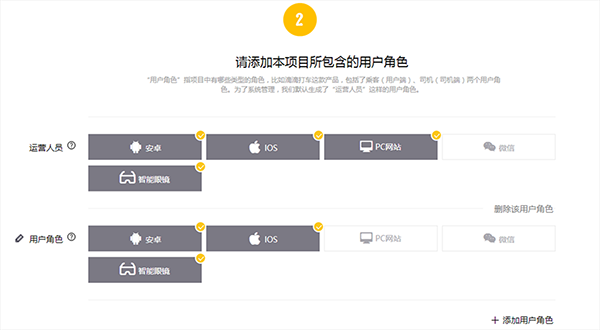 2
请添加本项目所包含的用户角色
“用户角色”指项目中有哪些类型的角色，比如滴滴打车这款产品，包括了乘客（用户端）、司机（司机端）两个用户角
色。为了系统管理，我们默认生成了“运营人员”这样的用户角色。
运营人员 ? 安卓 IOS PC网站 微信
智能眼镜
删除该用户角色
用户角色 ? 安卓 IOS PC网站 微信
智能眼镜
+ 添加用户角色